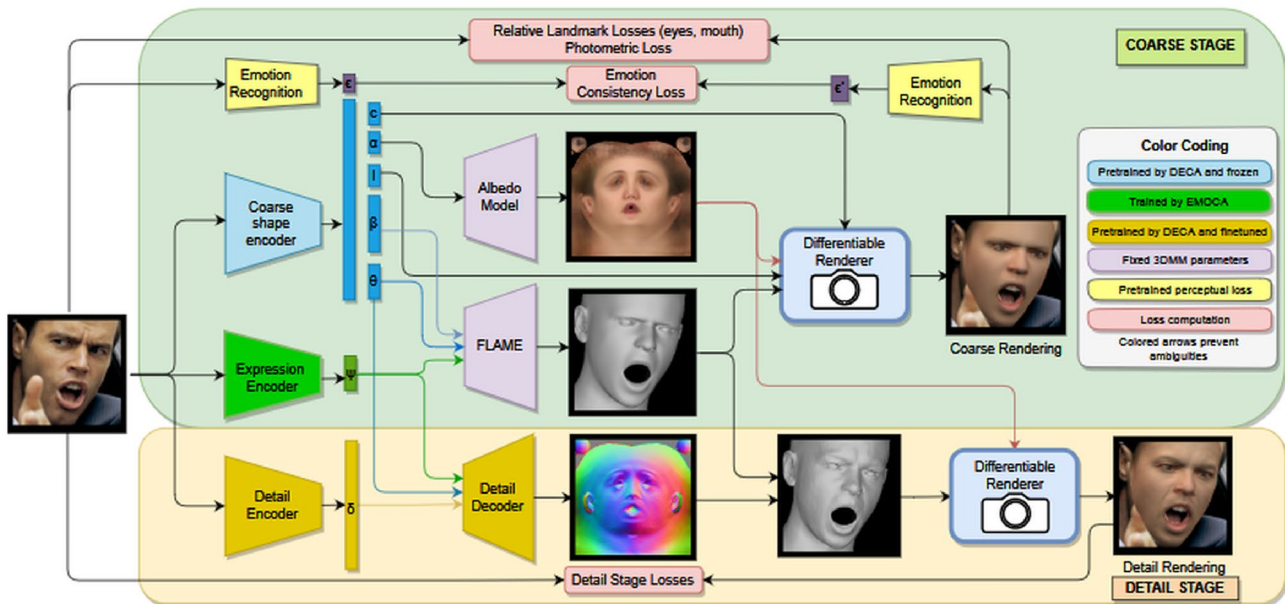 Relative Landmark Losses (eyes, mouth)
Photometric Loss
COARSE STAGE
Emotion
Recognition
ϵ
Emotion
Consistency Loss
ϵ'
Emotion
Recognition
c
α
l
β
θ
Coarse
shape
encoder
Albedo
Model
Differentiable
Renderer
Coarse Rendering
Color Coding
Pretrained by DECA and frozen
Trained by EMOCA
Pretrained by DECA and finetuned
Fixed 3DMM parameters
Pretrained perceptual loss
Loss computation
Colored arrows prevent
ambiguities
FLAME
Expression
Encoder
Ψ
Detail
Encoder
δ
Detail
Decoder
Differentiable
Renderer
Detail Rendering
Detail Stage Losses
DETAIL STAGE